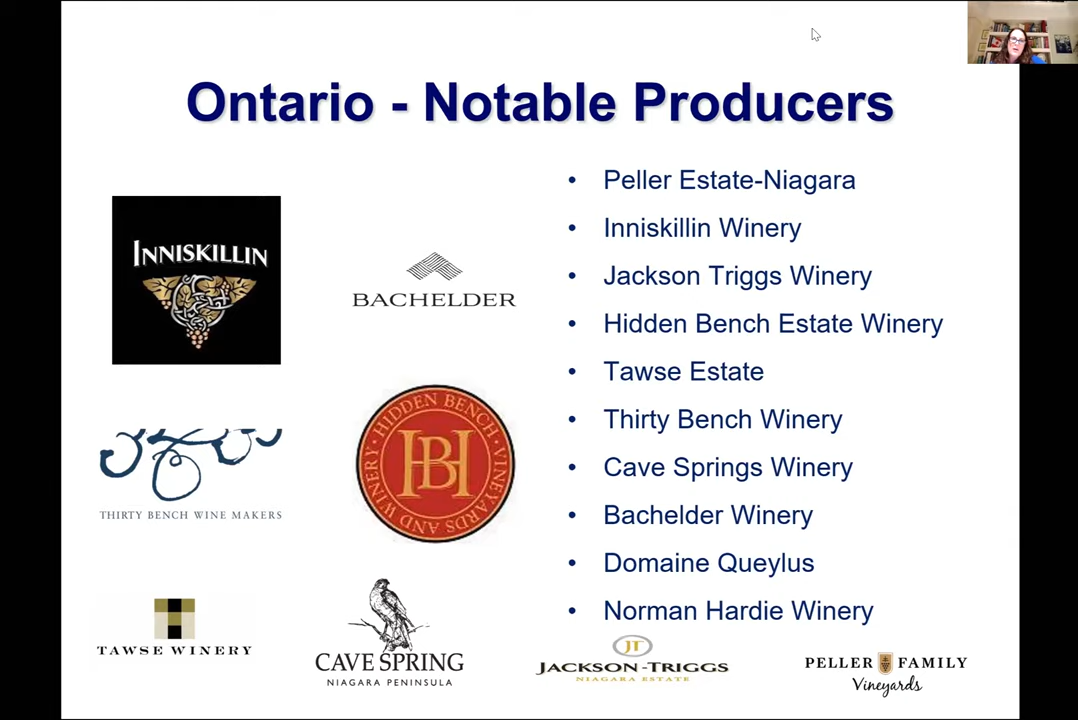 Ontario - Notable Producers
• Peller Estate-Niagara
• Inniskillin Winery
• Jackson Triggs Winery
• Hidden Bench Estate Winery
• Tawse Estate
• Thirty Bench Winery
• Cave Springs Winery
• Bachelder Winery
• Domaine Queylus
• Norman Hardie Winery
INNISKILLIN
BACHELDER
THIRTY BENCH WINE MAKERS
HIDDEN BENCH • VINEYARDS AND WINERY •
HB
TAWSE WINERY
CAVE SPRING
NIAGARA PENINSULA
JT
JACKSON-TRIGGS
NIAGARA ESTATE
PELLER FAMILY
Vineyards